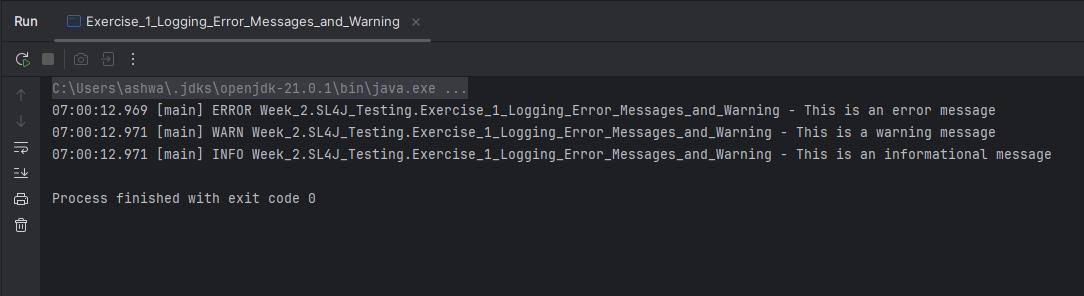 Run Exercise_1_Logging_Error_Messages_and_Warning
C:\Users\ashwa\.jdks\openjdk-21.0.1\bin\java.exe ...
07:00:12.969 [main] ERROR Week_2.SL4J_Testing.Exercise_1_Logging_Error_Messages_and_Warning - This is an error message
07:00:12.971 [main] WARN Week_2.SL4J_Testing.Exercise_1_Logging_Error_Messages_and_Warning - This is a warning message
07:00:12.971 [main] INFO Week_2.SL4J_Testing.Exercise_1_Logging_Error_Messages_and_Warning - This is an informational message
Process finished with exit code 0